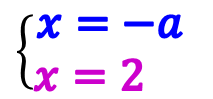 x = −a
x = 2